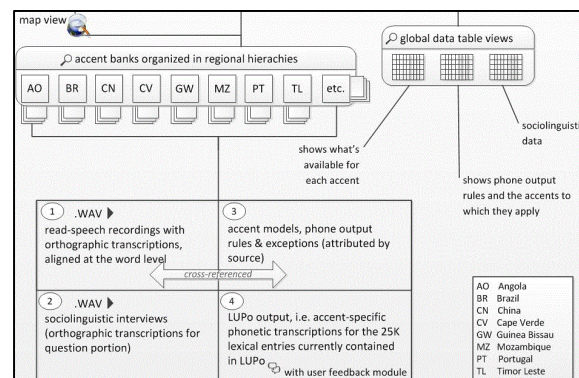 map view
accent banks organized in regional hierachies
AO BR CN CV GW MZ PT TL etc.
global data table views
shows what's
available for
each accent
sociolinguisti
data
shows phone output
rules and the accents to
which they apply
1 .WAV
read-speech recordings with
orthographic transcriptions,
aligned at the word level
3
accent models, phone output
rules & exceptions (attributed by
source)
cross-referenced
2 .WAV
sociolinguistic interviews
(orthographic transcriptions for
question portion)
4
LUPo output, i.e. accent-specific
phonetic transcriptions for the 25K
lexical entries currently contained
in LUPo
with user feedback module
AO Angola
BR Brazil
CN China
CV Cape Verde
GW Guinea Bissau
MZ Mozambique
PT Portugal
TL Timor Leste